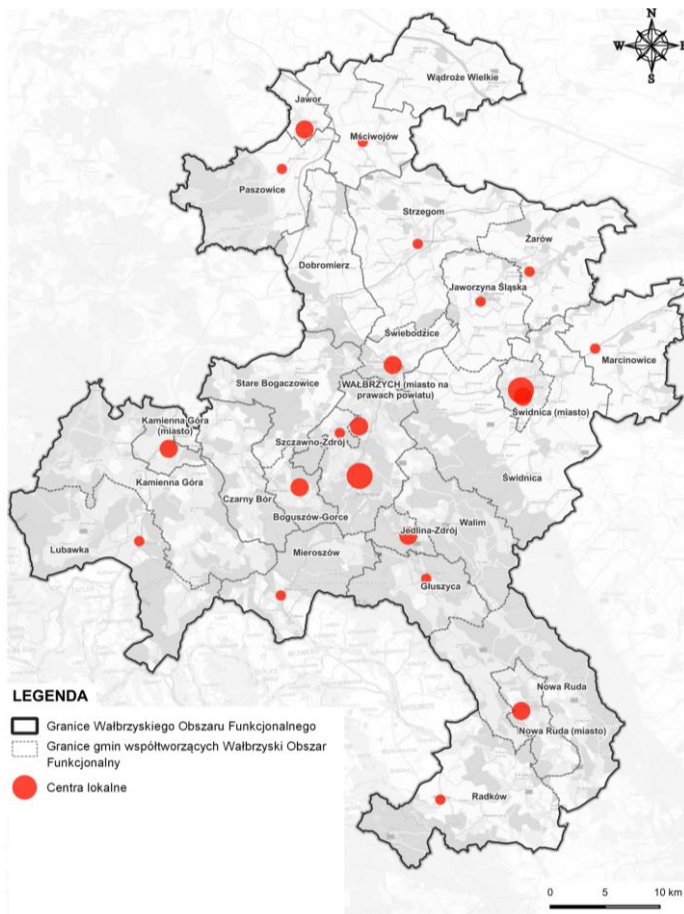 N
W
E
S
Wądroże Wielkie
Jawor
Mściwojów
Paszowice
Strzegom
Żarów
Dobromierz
Jaworzyna Śląska
Świebodzice
Marcinowice
Stare Bogaczowice
WAŁBRZYCH (miasto na
prawach powiatu)
Świdnica (miasto)
Kamienna Góra
(miasto)
Szczawno-Zdrój
Kamienna Góra
Świdnica
Czarny Bór
Boguszów-Gorce
Walim
Jedlina-Zdrój
Lubawka
Mieroszów
Głuszyca
Nowa Ruda
Nowa Ruda (miasto)
Radków
LEGENDA
Granice Wałbrzyskiego Obszaru Funkcjonalnego
Granice gmin współtworzących Wałbrzyski Obszar
Funkcjonalny
Centra lokalne
0 5 10 km